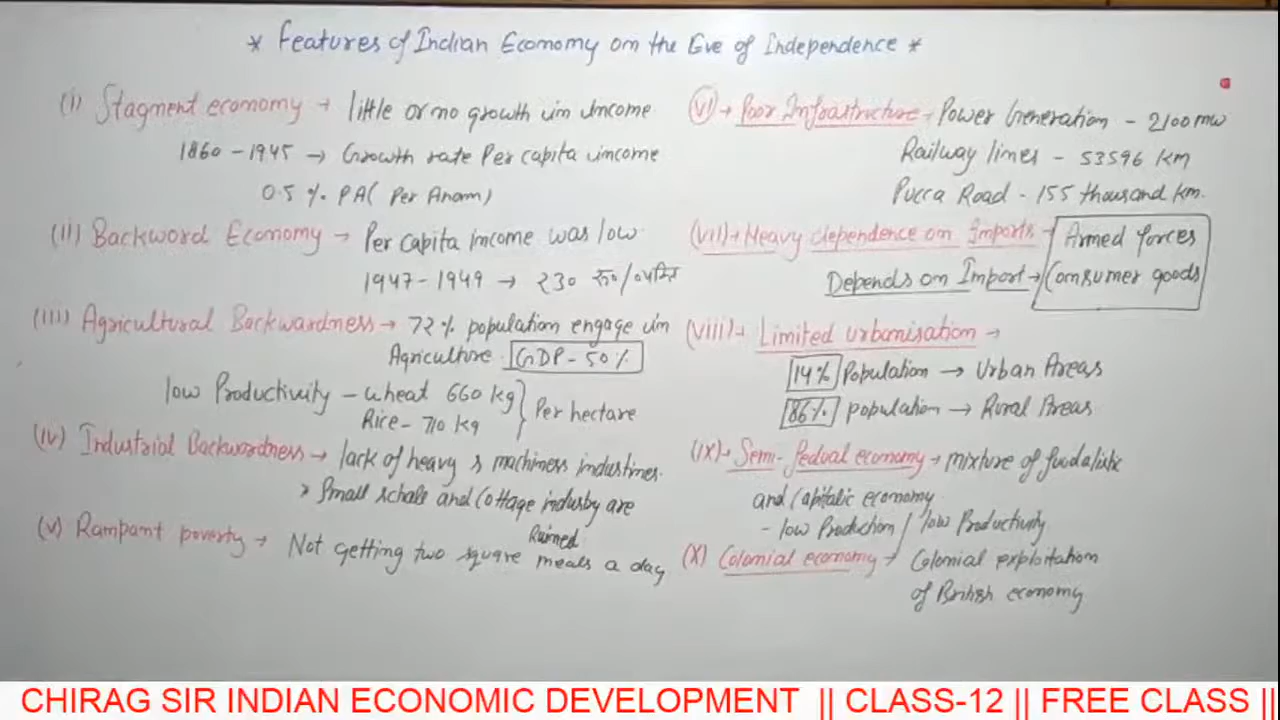 * Features of Indian Economy on the Eve of Independence *
(i) Stagment economy → little or no growth in Income
1860 - 1945 → Growth rate Per capita income
0.5 % PA( Per Anam)
(ii) Backword Economy → Per Capita Income was low
1947 - 1949 → ₹30
(iii) Agricultural Backwardness → 72% population engage in
Agriculture GDP - 50%
low Productivity - wheat 660 kg
Rice - 710 kg
Per hectare
(iv) Industrial Backwardness → lack of heavy & machiness industries.
Small schale and Cottage industry are
Ruined
(v) Rampant poverty → Not getting two square meals a day
(VI) → Poor Infrastructure → Power Generation - 2100 mw
Railway lines - 53596 KM
Pucca Road - 155 thousand km.
(vii) → Heavy dependence on Imports → Armed forces
Depends on Import → Comsumer goods
(viii) → Limited urbanisation →
14% Population → Urban Areas
86% population → Rural Areas
(ix) → Semi-fedual economy → mixture of fuodalistic
and Capitalic economy
- low Production / low Productivity
(X) Colonial economy → Colonial exploitation
of British economy
CHIRAG SIR INDIAN ECONOMIC DEVELOPMENT || CLASS-12 || FREE CLASS ||